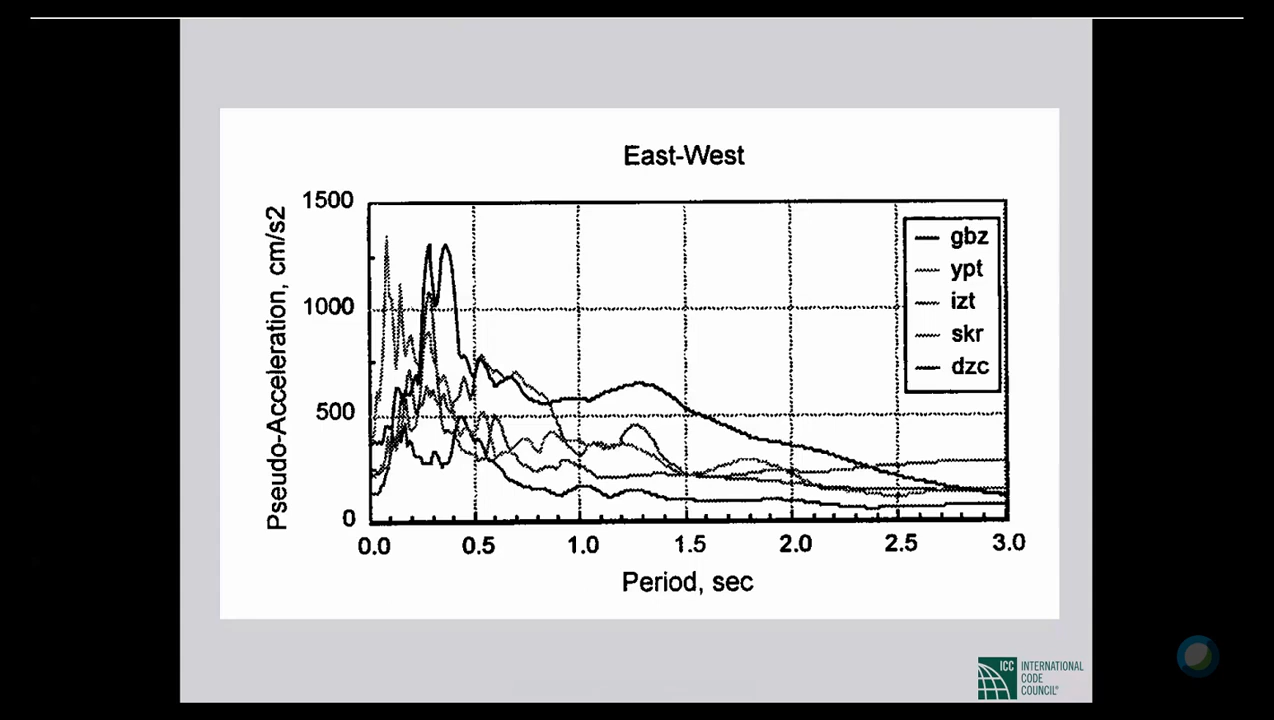 East-West
1500
1000
500
0
Pseudo-Acceleration, cm/s2
gbz
ypt
izt
skr
dzc
0.0 0.5 1.0 1.5 2.0 2.5 3.0
Period, sec
ICC INTERNATIONAL
CODE
COUNCIL®